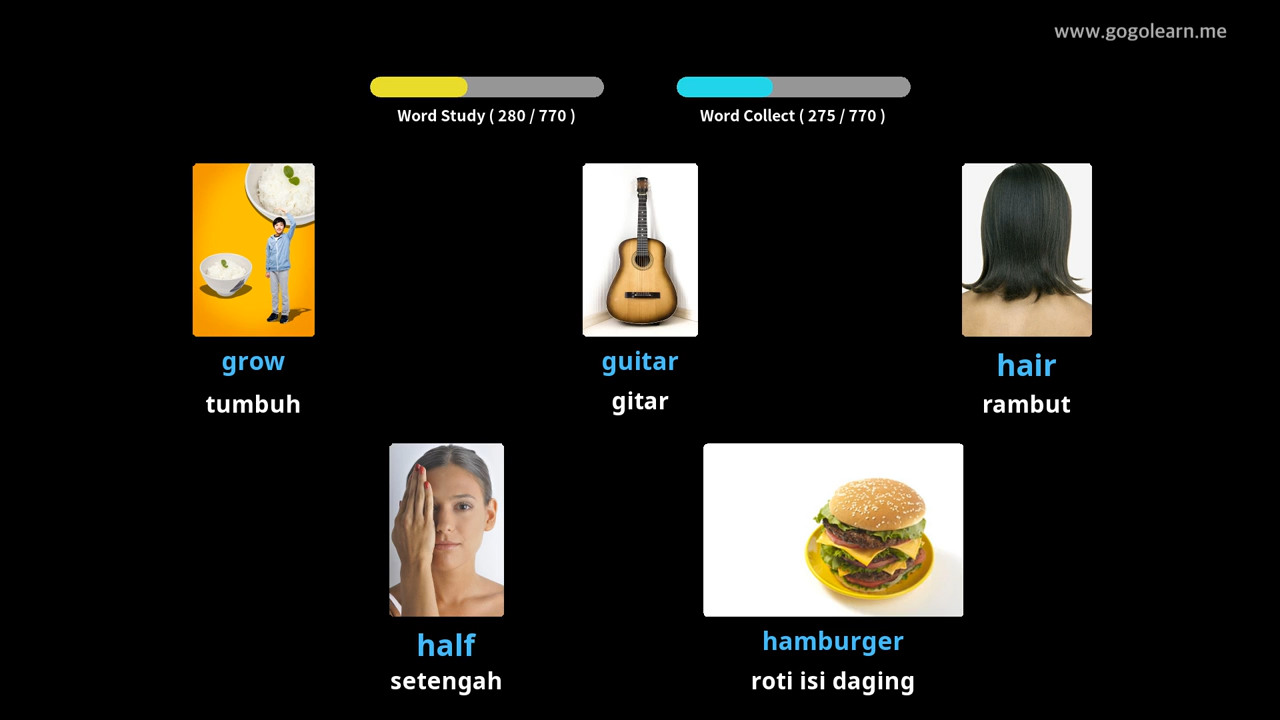 www.gogolearn.me
Word Study ( 280 / 770 )
Word Collect ( 275 / 770 )
grow
tumbuh
guitar
gitar
hair
rambut
half
setengah
hamburger
roti isi daging